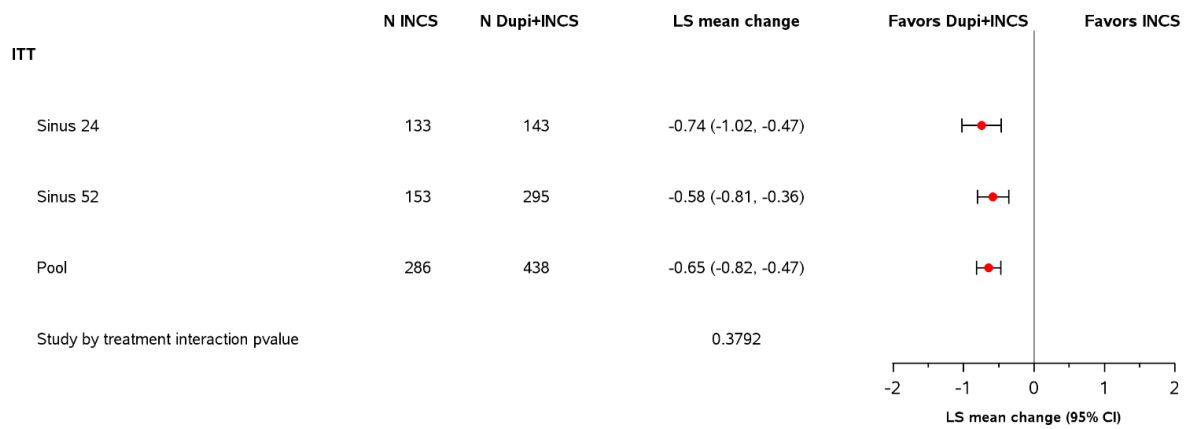 N INCS N Dupi+INCS LS mean change Favors Dupi+INCS Favors INCS
ITT
Sinus 24 133 143 -0.74 (-1.02, -0.47)
Sinus 52 153 295 -0.58 (-0.81, -0.36)
Pool 286 438 -0.65 (-0.82, -0.47)
Study by treatment interaction pvalue 0.3792
-2 -1 0 1 2
LS mean change (95% CI)